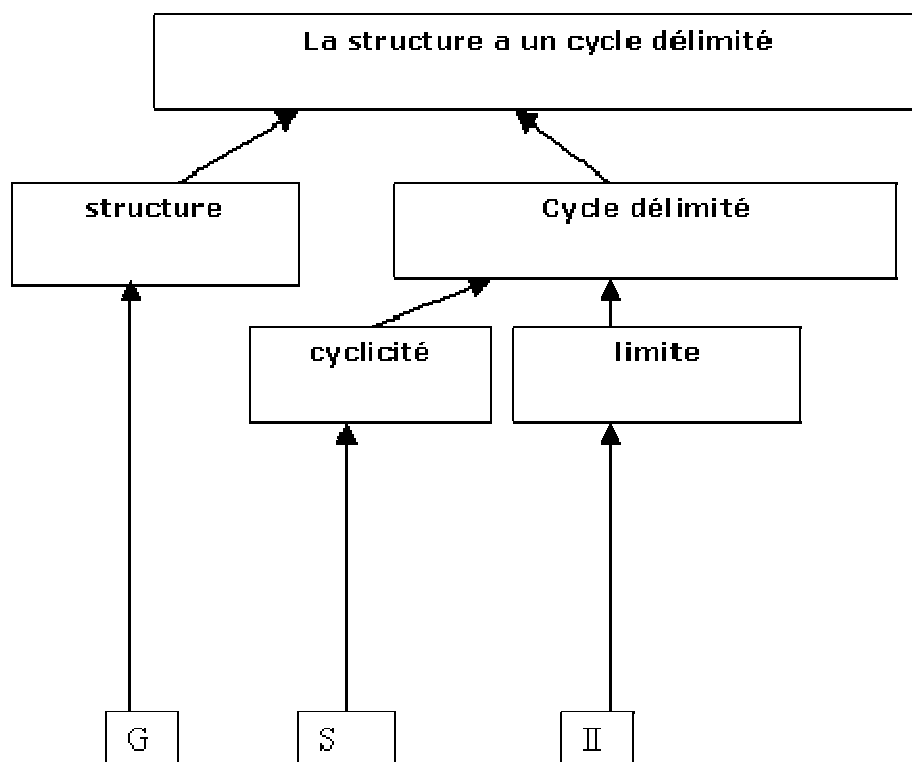 La structure a un cycle délimité
structure
Cycle délimité
cyclicité
limite
G
S
II